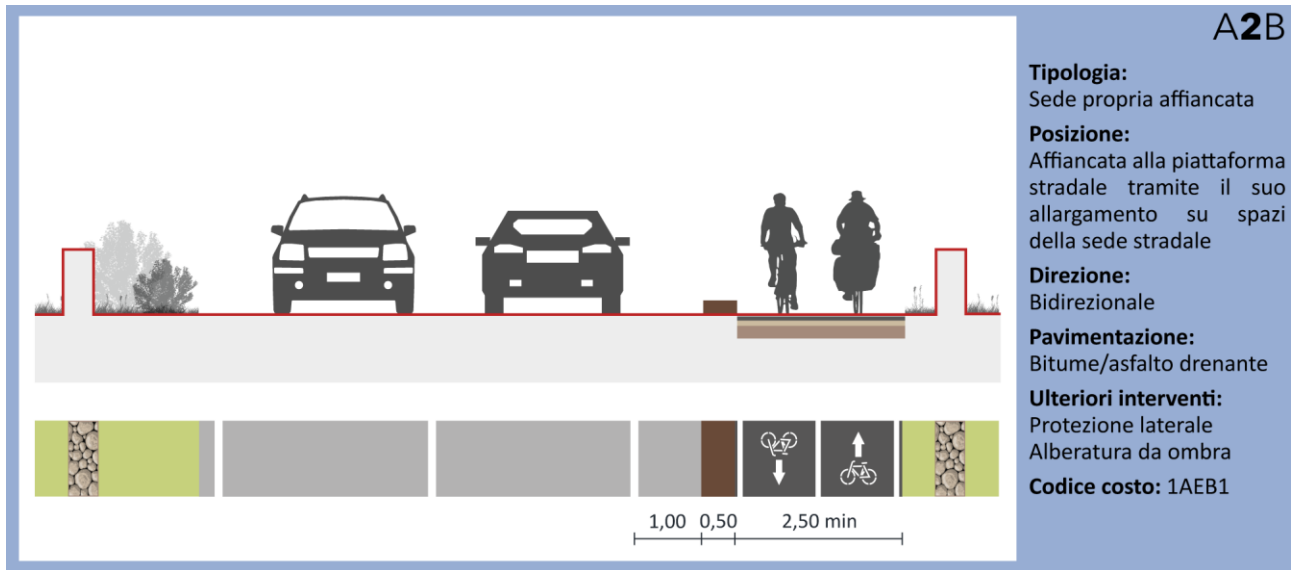 A2B
Tipologia:
Sede propria affiancata
Posizione:
Affiancata alla piattaforma
stradale tramite il suo
allargamento su spazi
della sede stradale
Direzione:
Bidirezionale
Pavimentazione:
Bitume/asfalto drenante
Ulteriori interventi:
Protezione laterale
Alberatura da ombra
Codice costo: 1AEB1
1,00 0,50 2,50 min